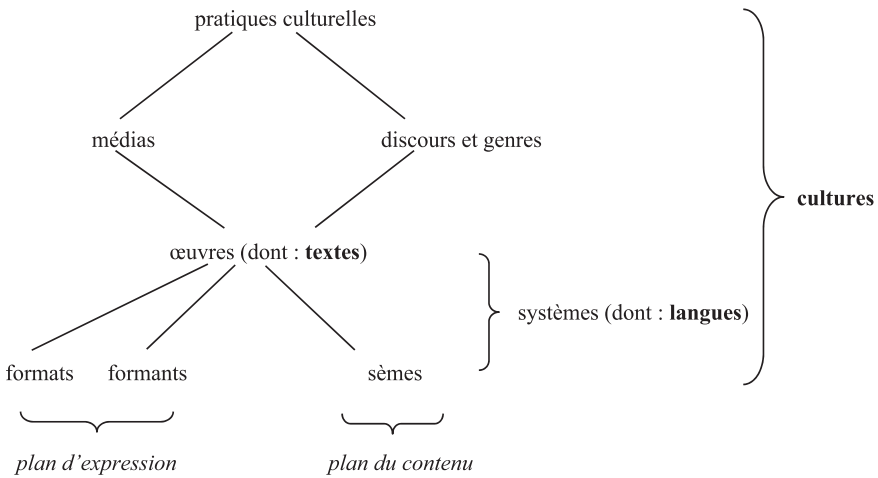 pratiques culturelles
médias
discours et genres
cultures
œuvres (dont : textes)
systèmes (dont : langues)
formats
formants
sèmes
plan d’expression
plan du contenu